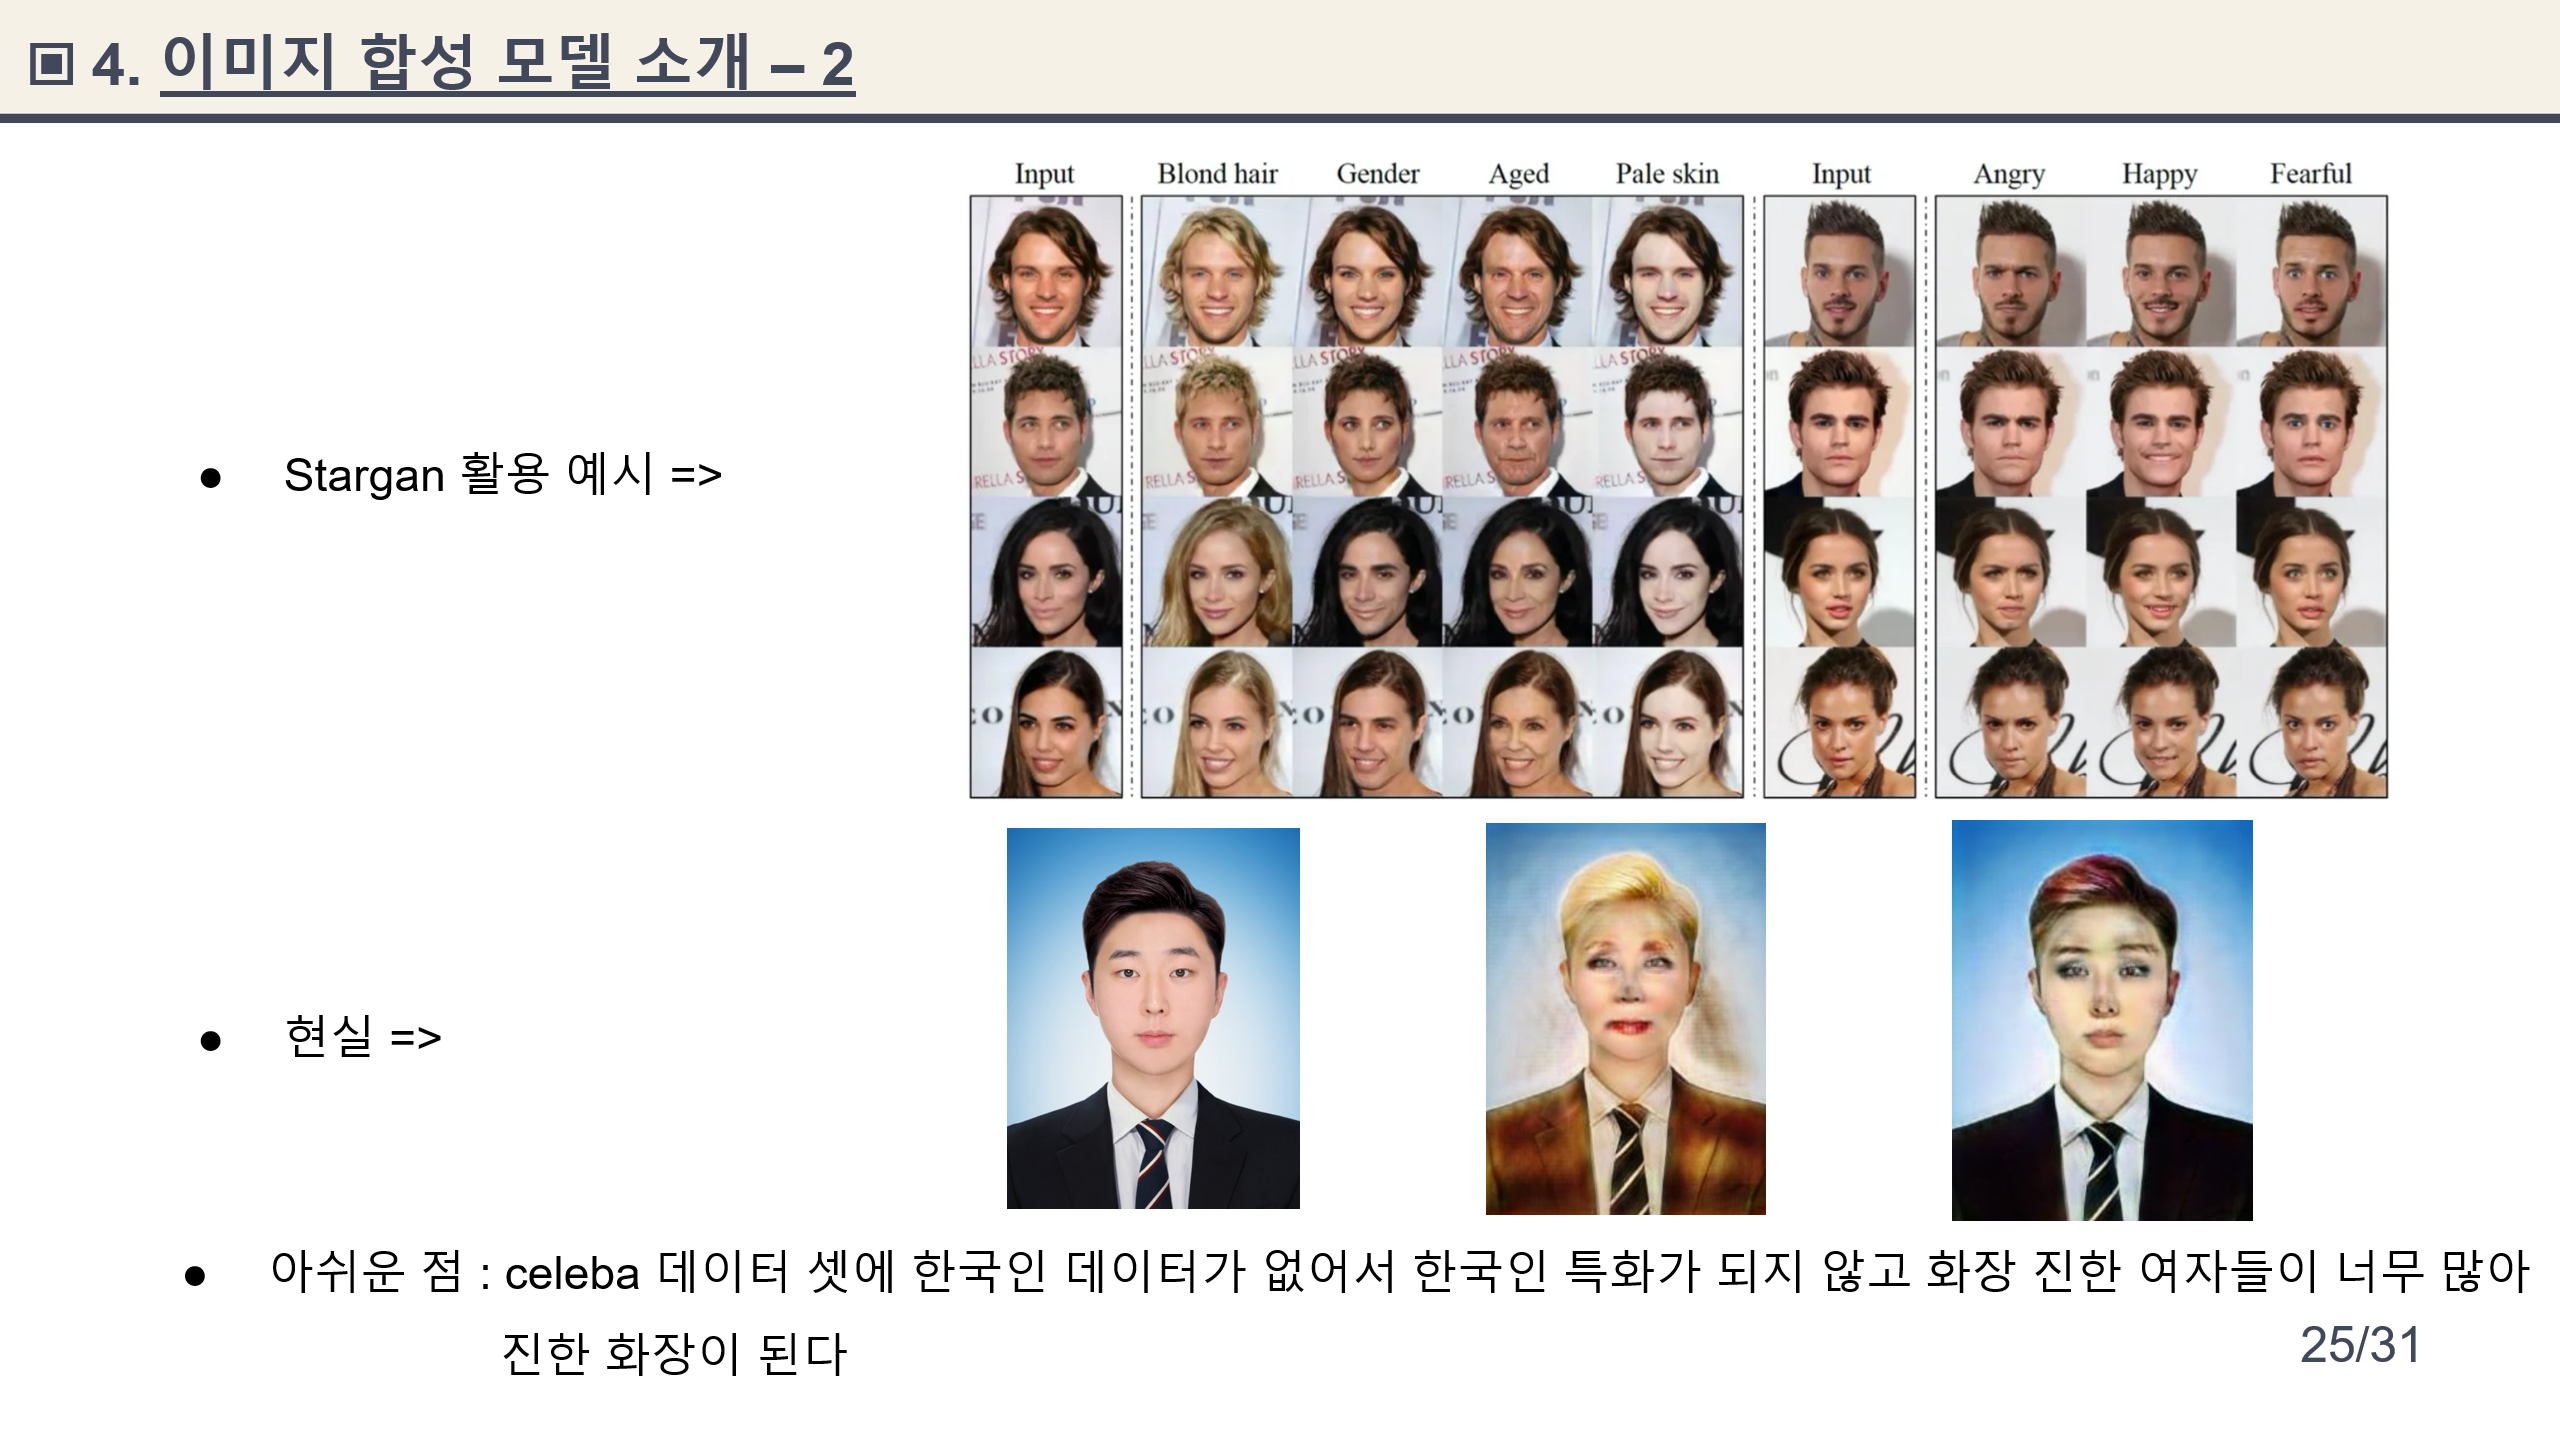 ▣ 4. 이미지 합성 모델 소개 – 2
Input Blond hair Gender Aged Pale skin Input Angry Happy Fearful
● Stargan 활용 예시 =>
● 현실 =>
● 아쉬운 점 : celeba 데이터 셋에 한국인 데이터가 없어서 한국인 특화가 되지 않고 화장 진한 여자들이 너무 많아
진한 화장이 된다
25/31